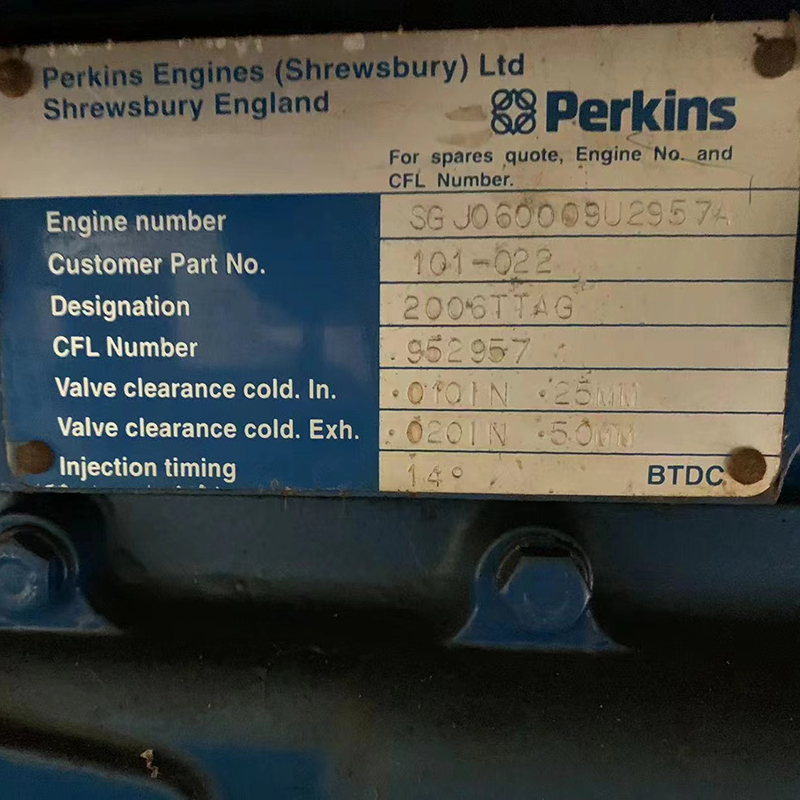 Perkins Engines (Shrewsbury) Ltd
Shrewsbury England
Perkins
For spares quote, Engine No. and
CFL Number.
Engine number SGJ060009U2957A
Customer Part No. 101-022
Designation 2006TTAG
CFL Number .952957
Valve clearance cold. In. .010IN .25MM
Valve clearance cold. Exh. .020IN .50MM
Injection timing 14° BTDC